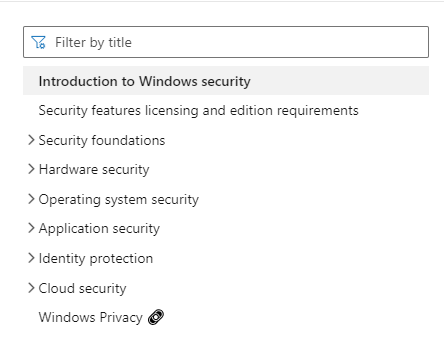 Filter by title
Introduction to Windows security
Security features licensing and edition requirements
Security foundations
Hardware security
Operating system security
Application security
Identity protection
Cloud security
Windows Privacy